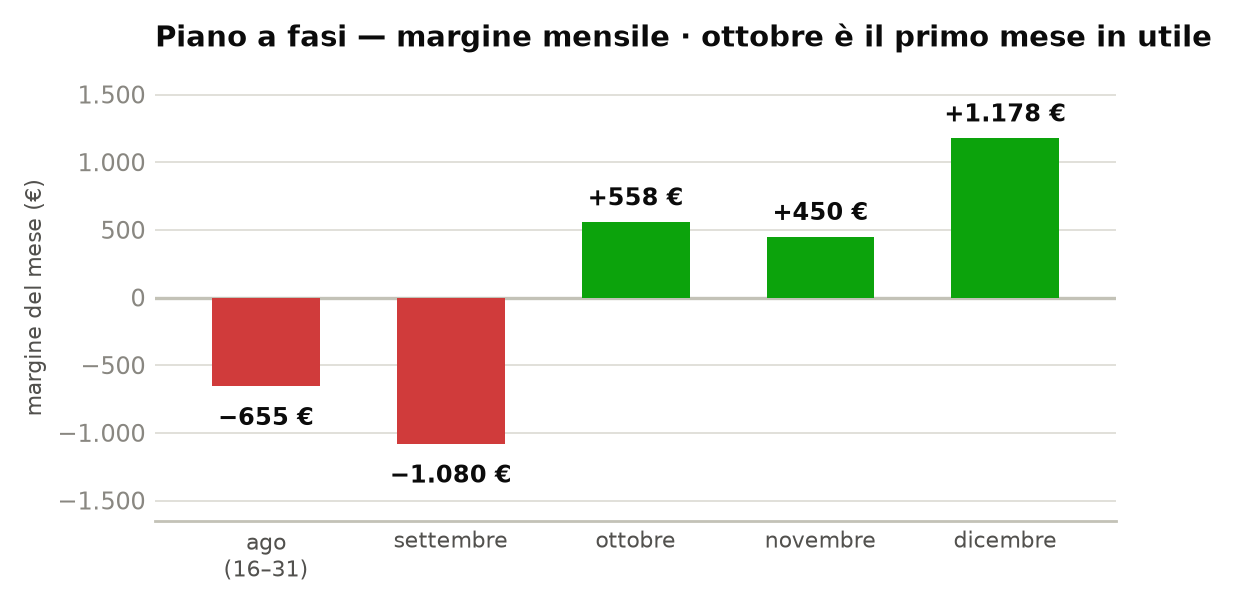 Piano a fasi — margine mensile · ottobre è il primo mese in utile
margine del mese (€)
1.500
1.000
500
0
−500
−1.000
−1.500
−655 €
−1.080 €
+558 €
+450 €
+1.178 €
ago
(16–31)
settembre
ottobre
novembre
dicembre